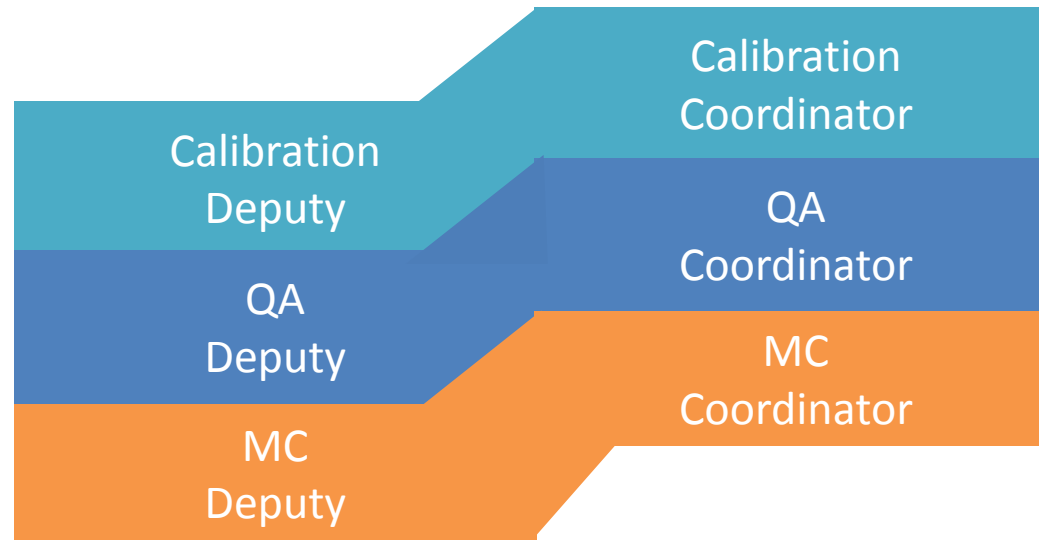 Calibration
Deputy
QA
Deputy
MC
Deputy
Calibration
Coordinator
QA
Coordinator
MC
Coordinator